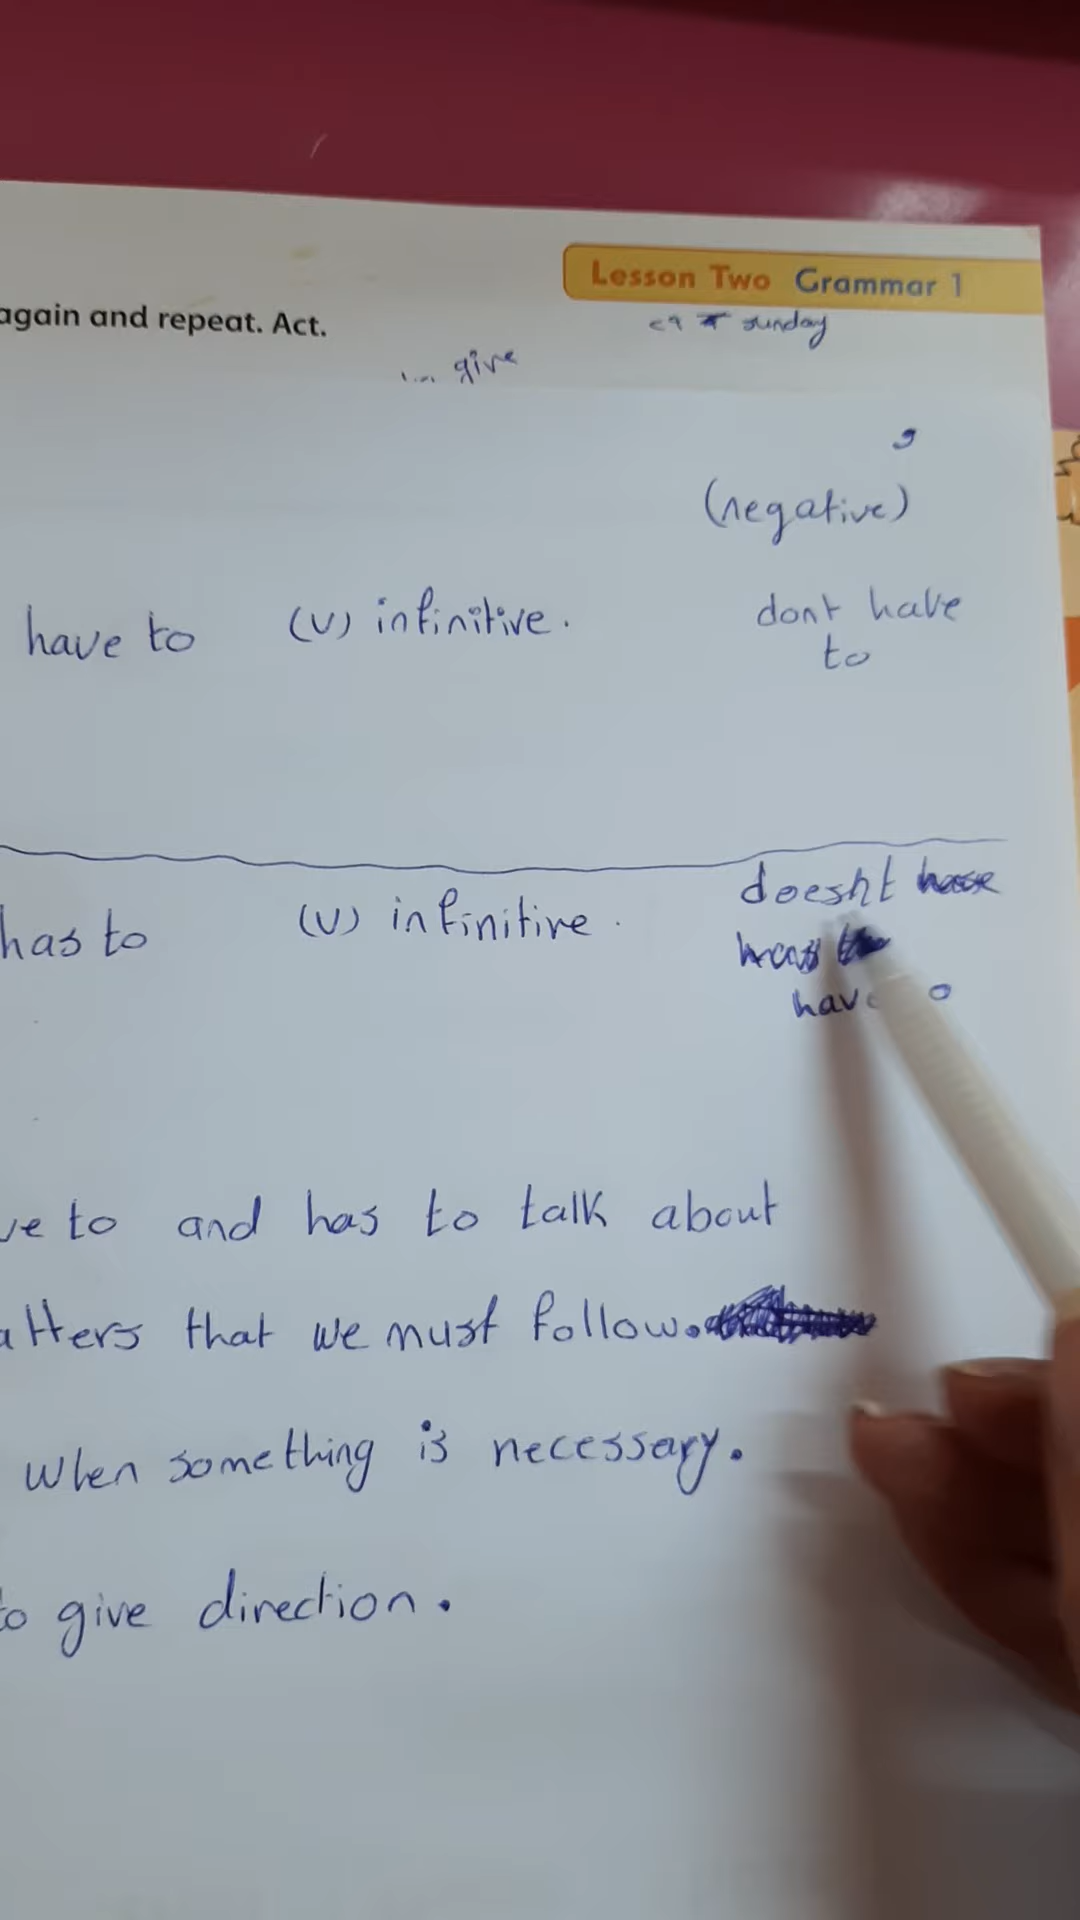 Lesson Two Grammar 1
again and repeat. Act.
sunday
give
(negative)
have to (v) infinitive. dont have
to
has to (v) infinitive. doesnt
have
ve to and has to talk about
atters that we must follow.
when something is necessary.
to give direction.